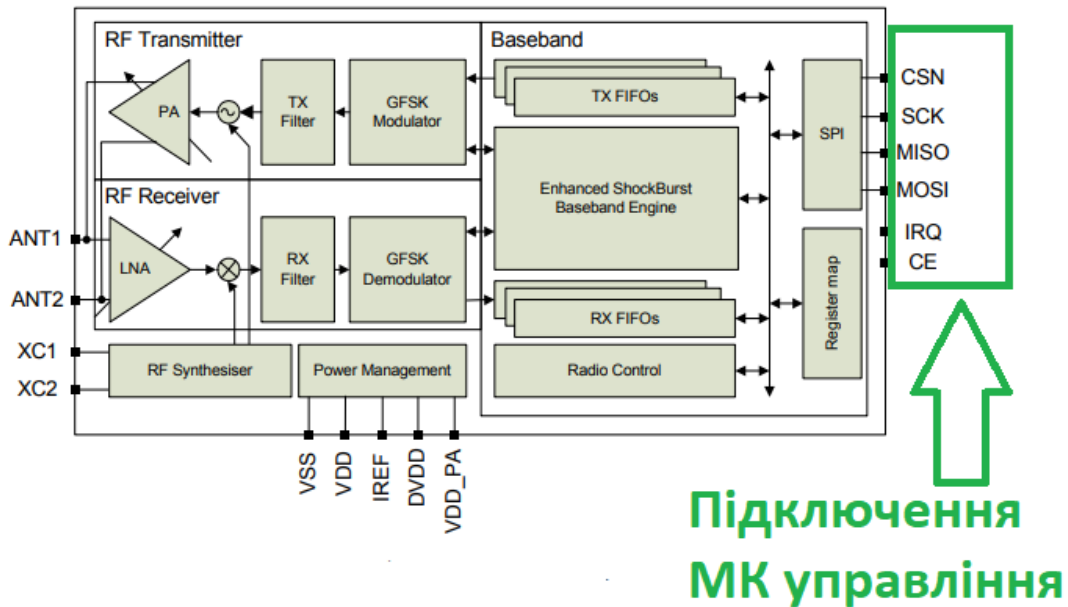 RF Transmitter
Baseband
PA
TX
Filter
GFSK
Modulator
TX FIFOs
SPI
CSN
SCK
MISO
MOSI
IRQ
CE
Enhanced ShockBurst
Baseband Engine
RF Receiver
ANT1
ANT2
LNA
RX
Filter
GFSK
Demodulator
RX FIFOs
Register map
XC1
XC2
RF Synthesiser
Power Management
Radio Control
VSS
VDD
IREF
DVDD
VDD_PA
Підключення
МК управління